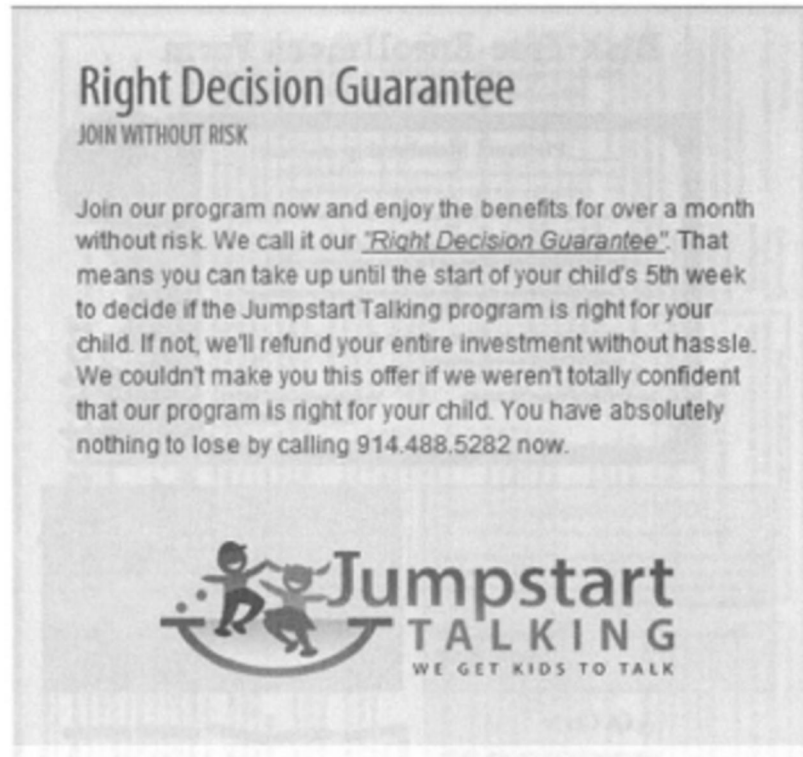 Right Decision Guarantee
JOIN WITHOUT RISK
Join our program now and enjoy the benefits for over a month
without risk. We call it our "Right Decision Guarantee". That
means you can take up until the start of your child's 5th week
to decide if the Jumpstart Talking program is right for your
child. If not, we'll refund your entire investment without hassle.
We couldn't make you this offer if we weren't totally confident
that our program is right for your child. You have absolutely
nothing to lose by calling 914.488.5282 now.
Jumpstart
TALKING
WE GET KIDS TO TALK